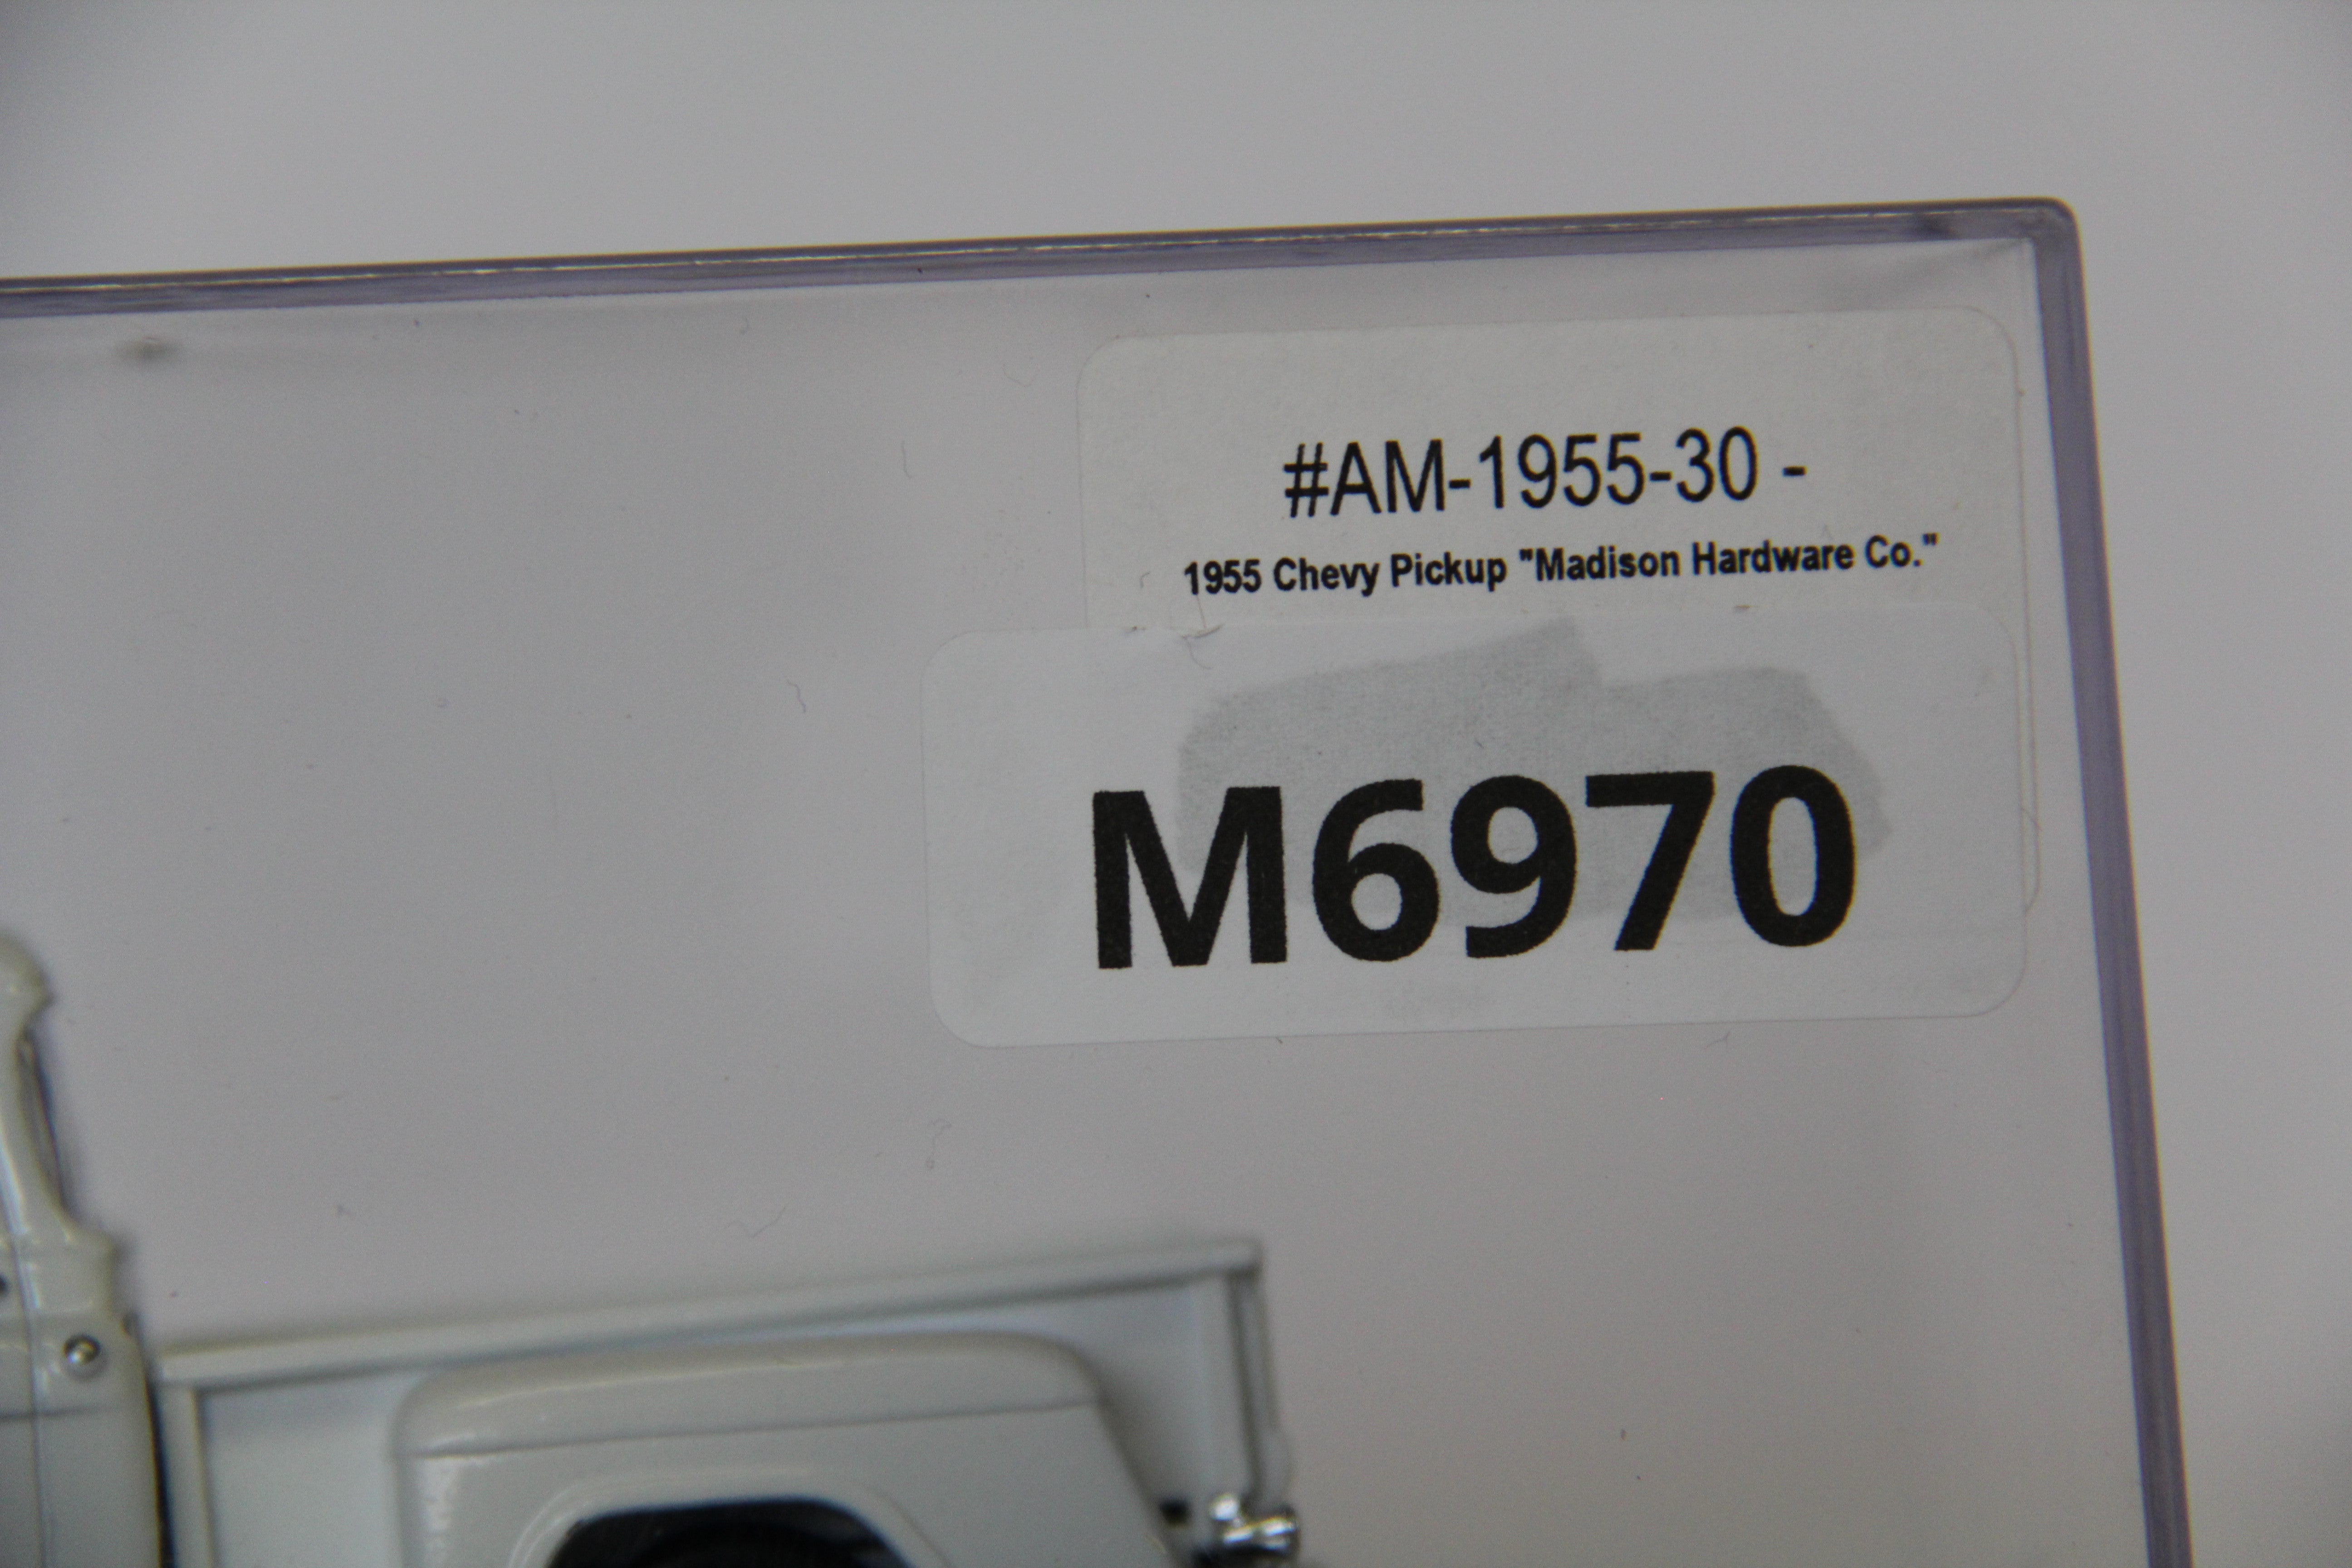 #AM-1955-30 -
1955 Chevy Pickup "Madison Hardware Co."
M6970